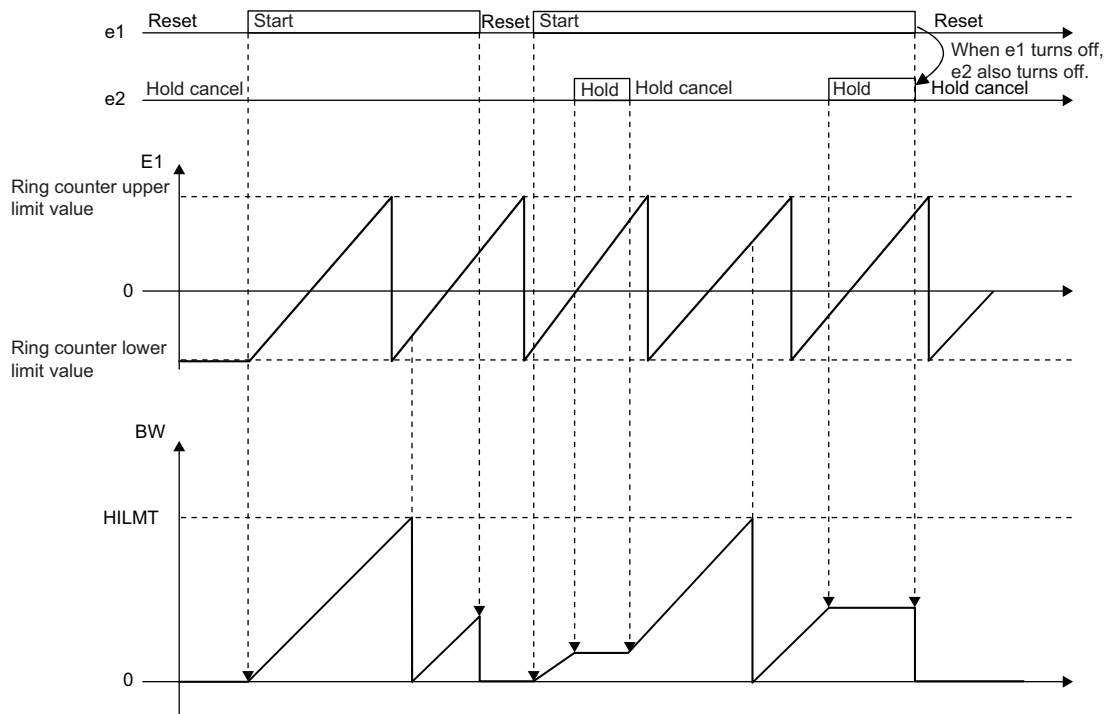 Reset Start Reset Start Reset
e1
When e1 turns off,
e2 also turns off.
Hold cancel Hold Hold cancel Hold Hold cancel
e2
E1
Ring counter upper
limit value
0
Ring counter lower
limit value
BW
HILMT
0